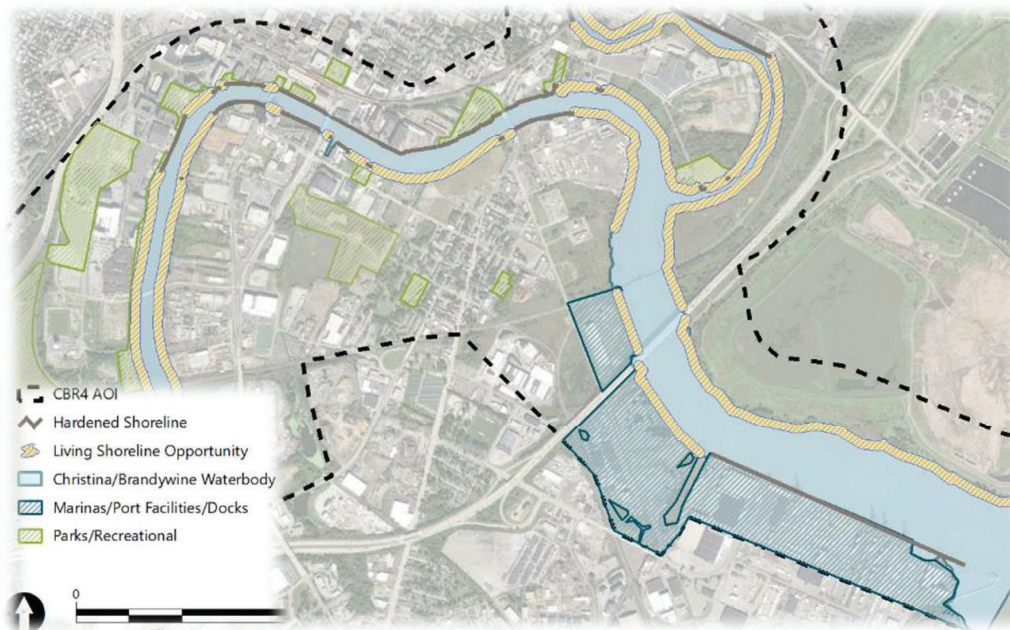 CBR4 AOI
Hardened Shoreline
Living Shoreline Opportunity
Christina/Brandywine Waterbody
Marinas/Port Facilities/Docks
Parks/Recreational
0